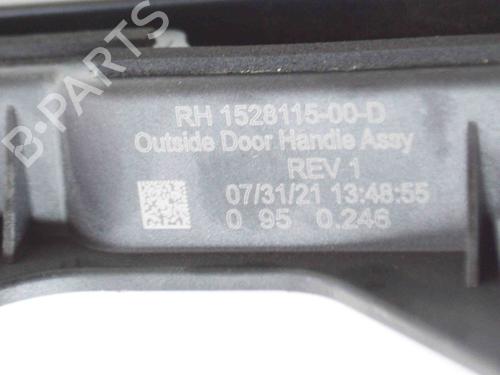 RH 1528115-00-D
Outside Door Handle Assy
REV 1
07/31/21 13:48:55
0 95 0.246
B-PARTS